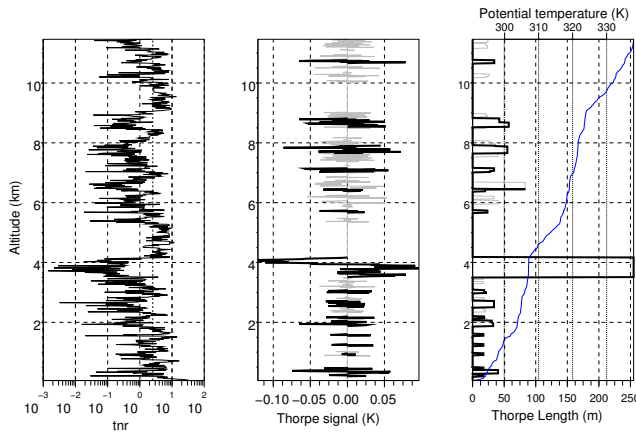 Potential temperature (K)
300 310 320 330
10 10 10
8 8 8
6 6 6
4 4 4
2 2 2
Altitude (km)
−3 −2 −1 0 1 2
10 10 10 10 10 10
−0.10 −0.05 0.00 0.05
0 50 100 150 200 250
tnr
Thorpe signal (K)
Thorpe Length (m)